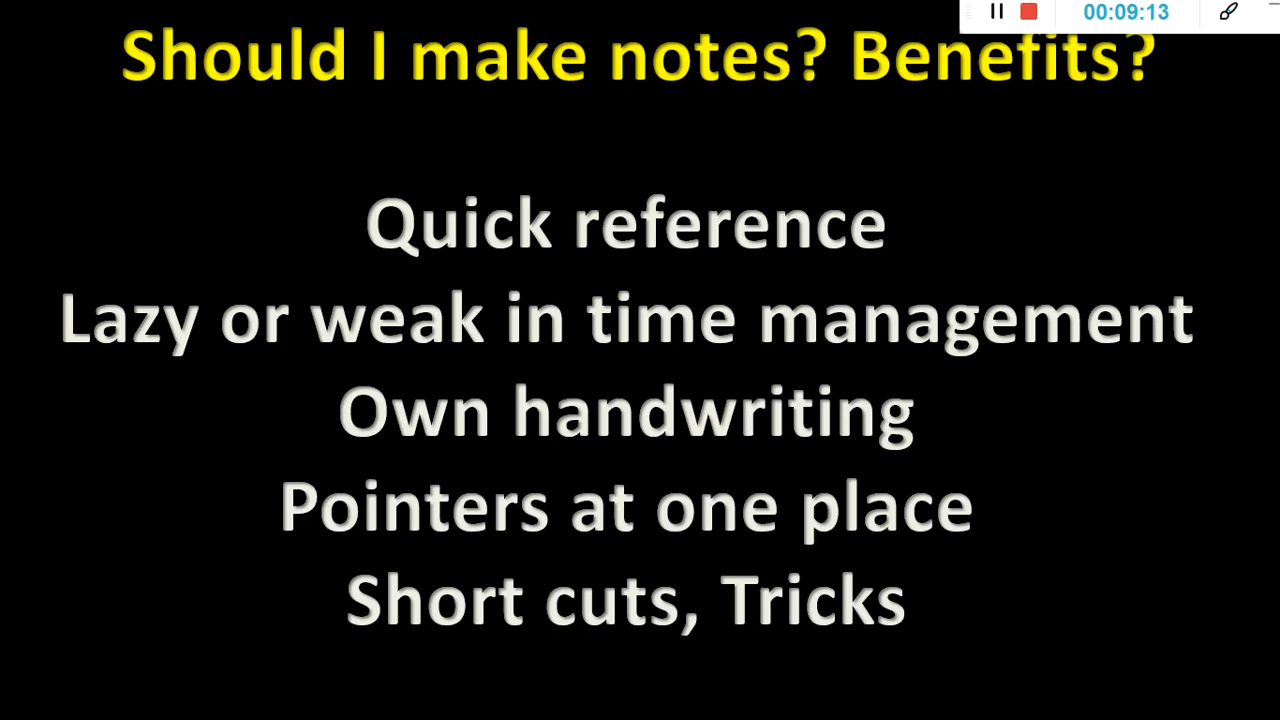 00:09:13
Should I make notes? Benefits?
Quick reference
Lazy or weak in time management
Own handwriting
Pointers at one place
Short cuts, Tricks